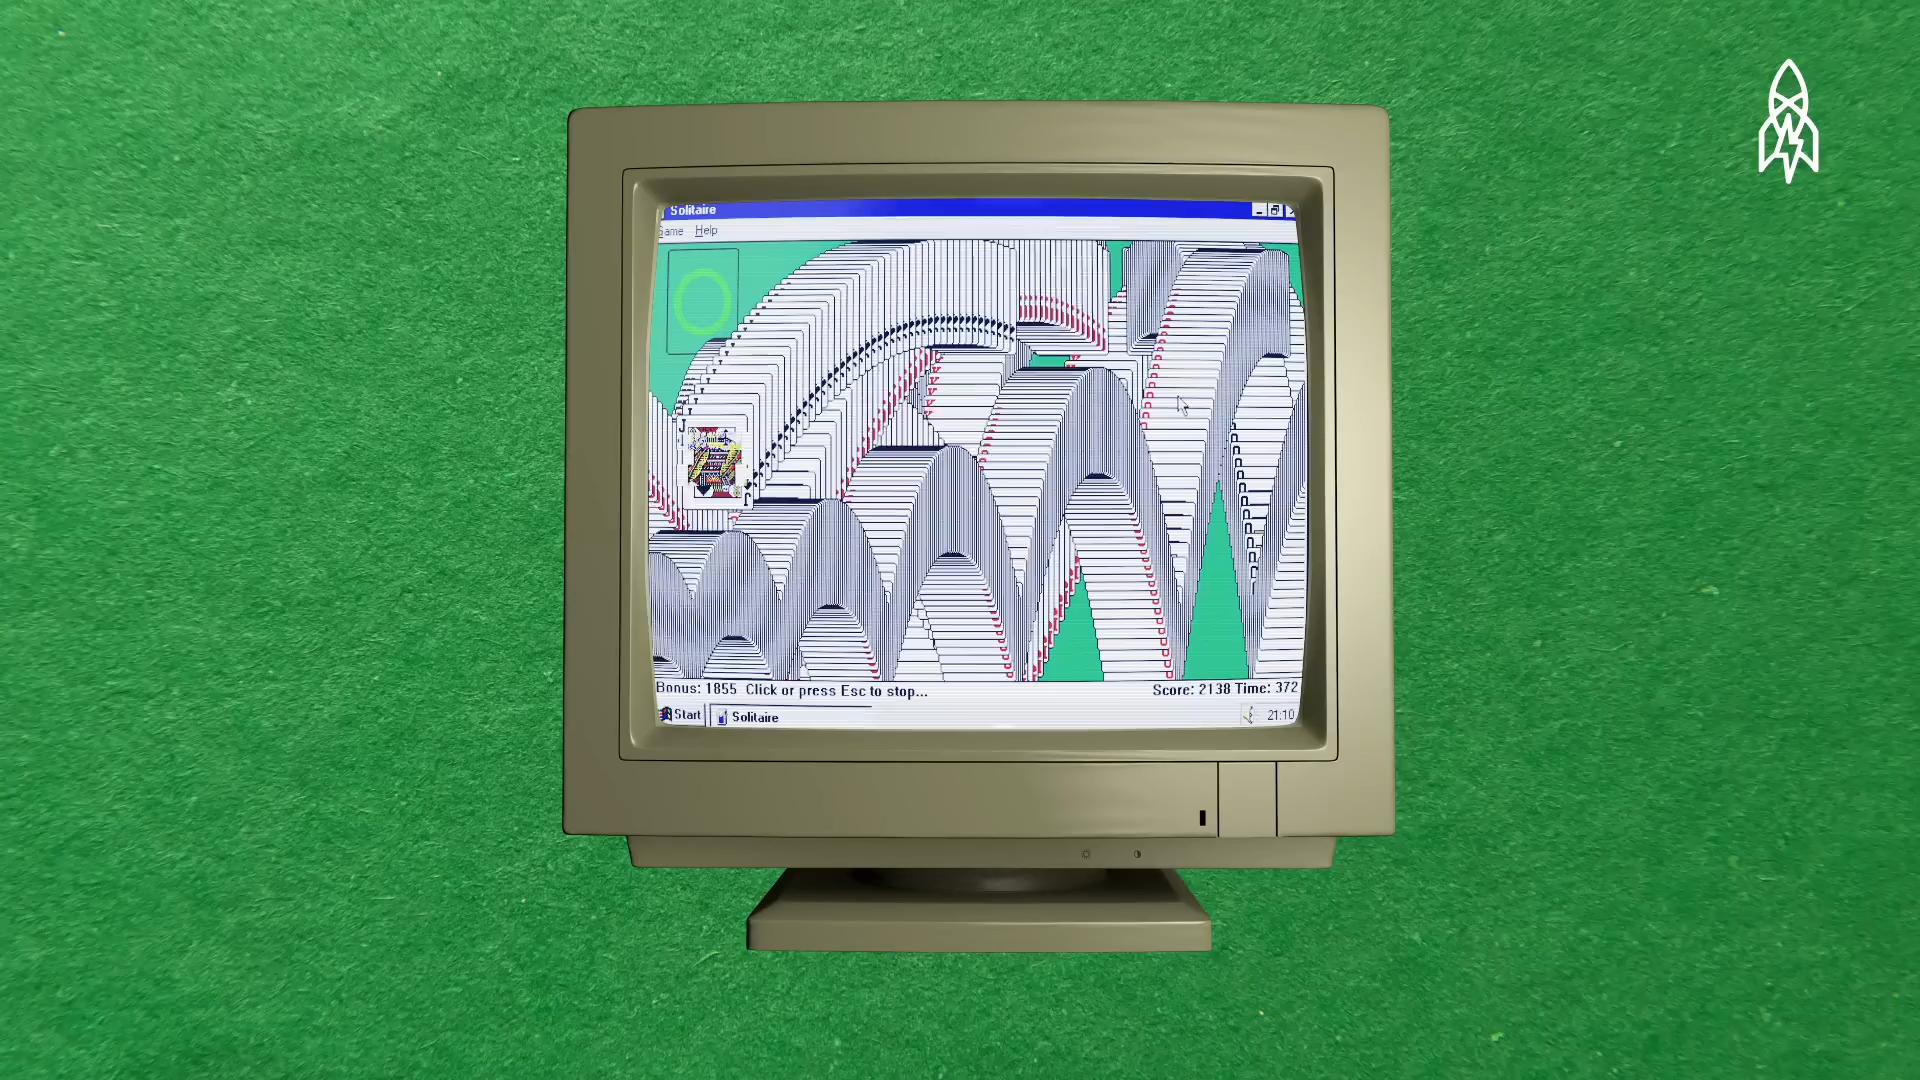 Solitaire
Game Help
J
Bonus: 1855 Click or press Esc to stop...
Score: 2138 Time: 372
Start
Solitaire
21:10